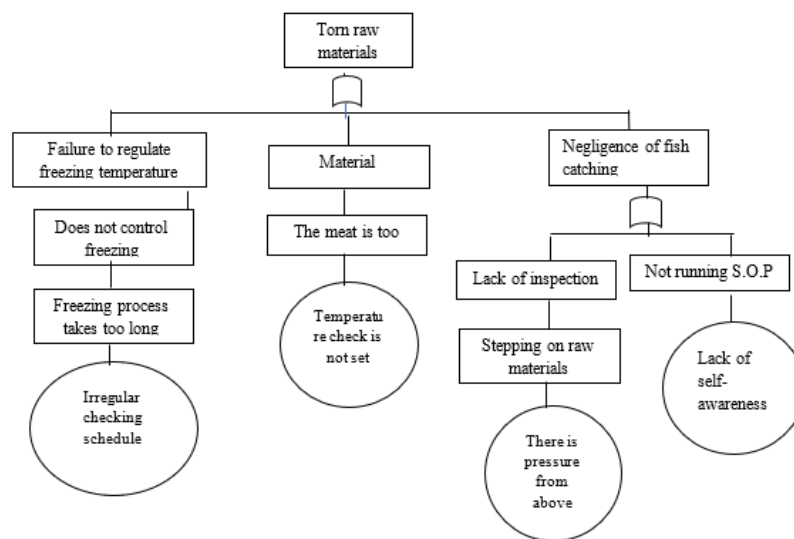 Torn raw
materials
Failure to regulate
freezing temperature
Material
Negligence of fish
catching
Does not control
freezing
The meat is too
Lack of inspection
Not running S.O.P
Freezing process
takes too long
Temperatu
re check is
not set
Stepping on raw
materials
Lack of
self-
awareness
Irregular
checking
schedule
There is
pressure
from
above